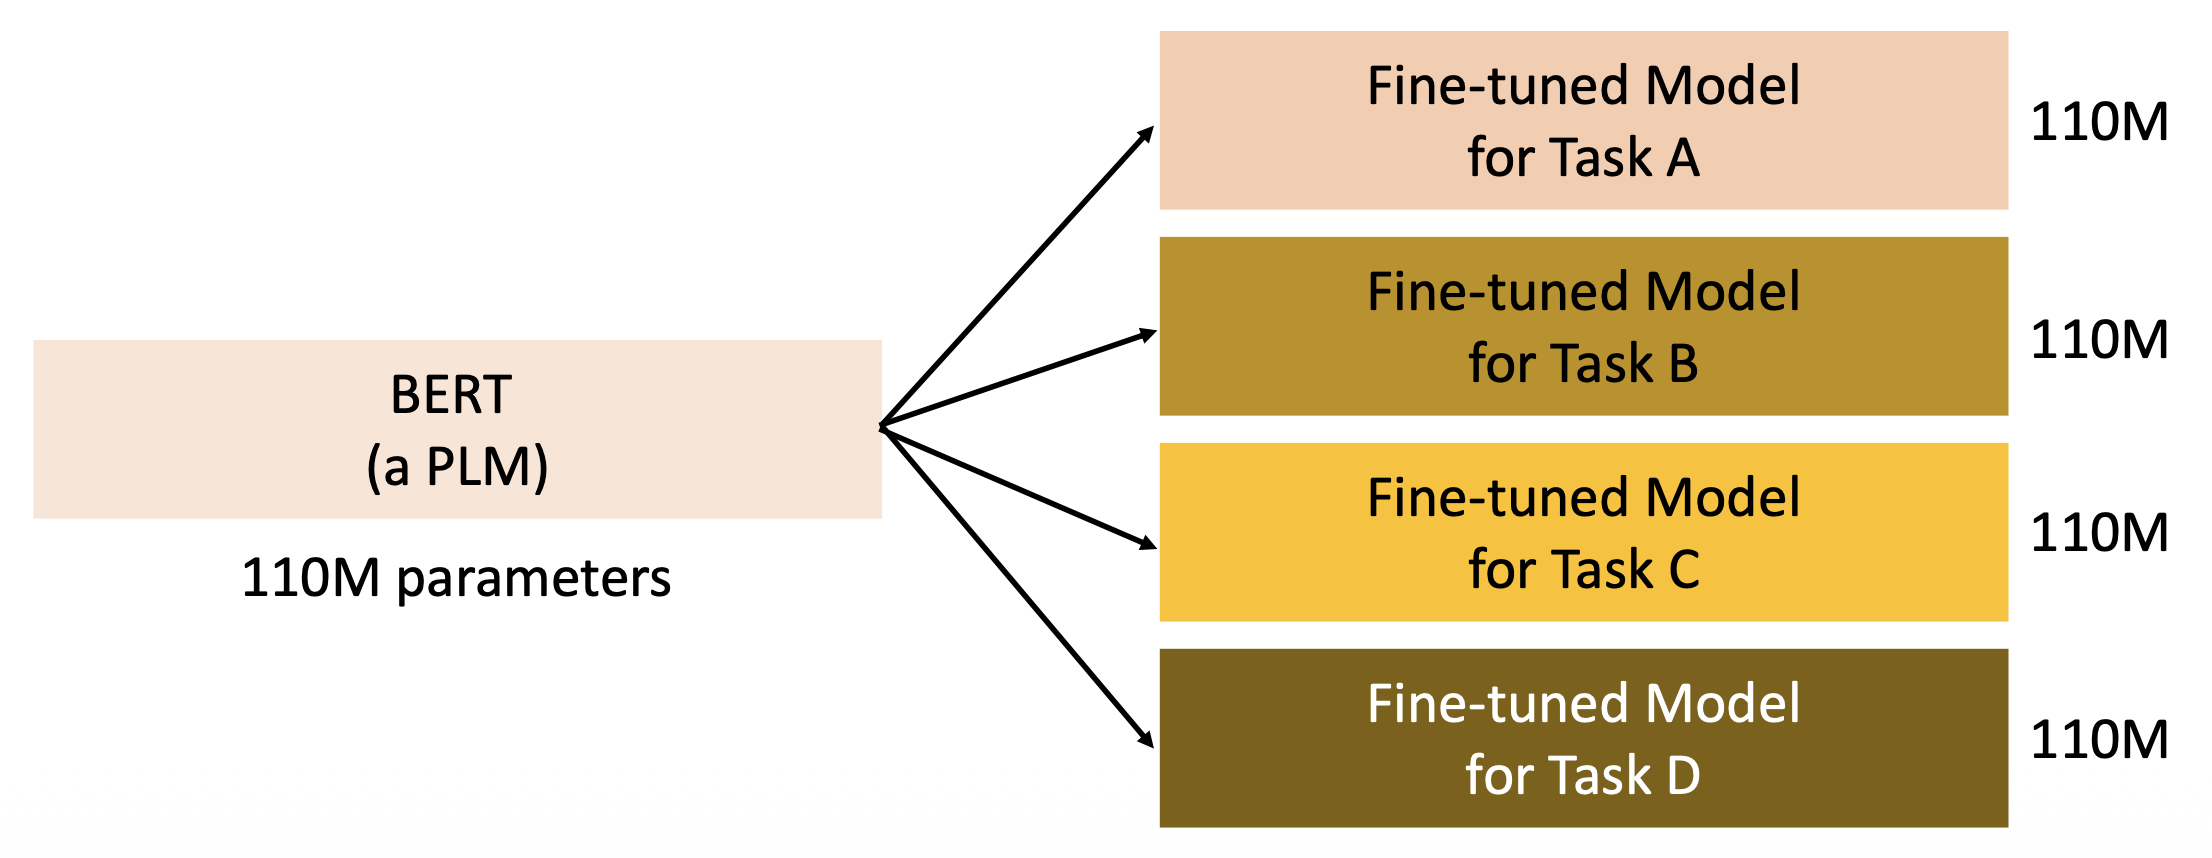 BERT
(a PLM)
110M parameters
Fine-tuned Model
for Task A
110M
Fine-tuned Model
for Task B
110M
Fine-tuned Model
for Task C
110M
Fine-tuned Model
for Task D
110M